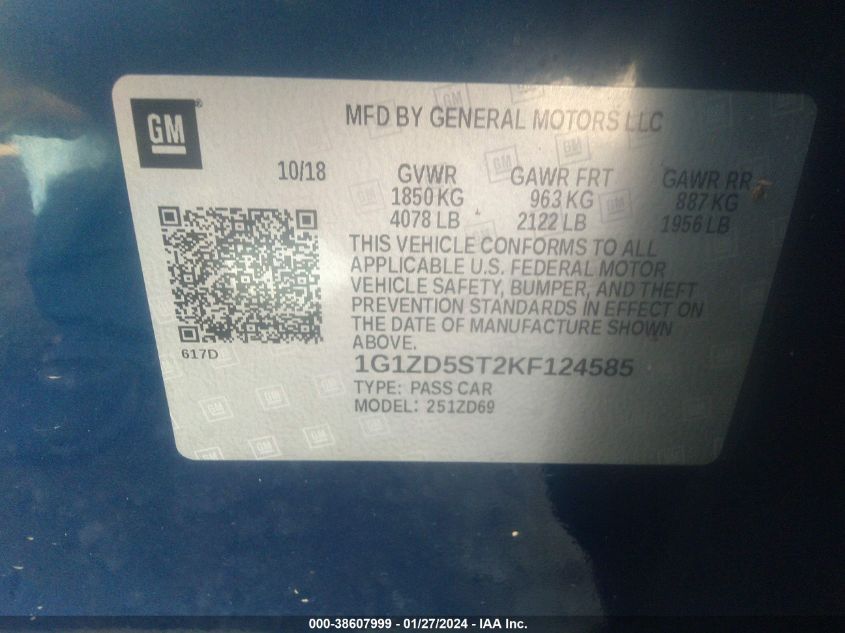 GM
MFD BY GENERAL MOTORS LLC
10/18 GVWR GAWR FRT GAWR RR
1850 KG 963 KG 887 KG
4078 LB 2122 LB 1956 LB
THIS VEHICLE CONFORMS TO ALL
APPLICABLE U.S. FEDERAL MOTOR
VEHICLE SAFETY, BUMPER, AND THEFT
PREVENTION STANDARDS IN EFFECT ON
THE DATE OF MANUFACTURE SHOWN
ABOVE.
617D
1G1ZD5ST2KF124585
TYPE: PASS CAR
MODEL: 251ZD69
000-38607999 - 01/27/2024 - IAA Inc.